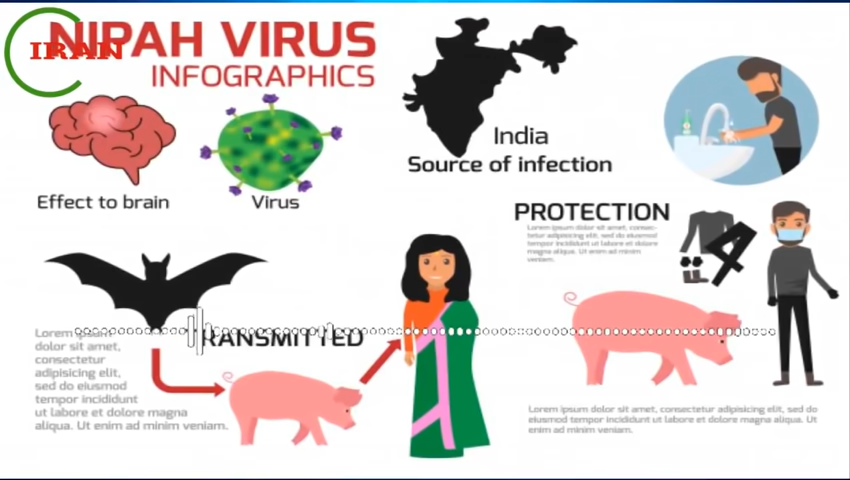 NIPAH VIRUS
IRAN
INFOGRAPHICS
India
Source of infection
Effect to brain
Virus
PROTECTION
Lorem ipsum dolor sit amet, consec-
tetur adipisicing elit, sed do eiusmod
tempor incididunt ut labore et dolore
magna aliqua. Ut enim ad minim
veniam.
Lorem ipsum
dolor sit amet,
consectetur
adipisicing elit,
sed do eiusmod
tempor incididunt
ut labore et dolore magna
aliqua. Ut enim ad minim veniam.
TRANSMITTED
Lorem ipsum dolor sit amet, consectetur adipisicing elit, sed do
eiusmod tempor incididunt ut labore et dolore magna aliqua. Ut
enim ad minim veniam.